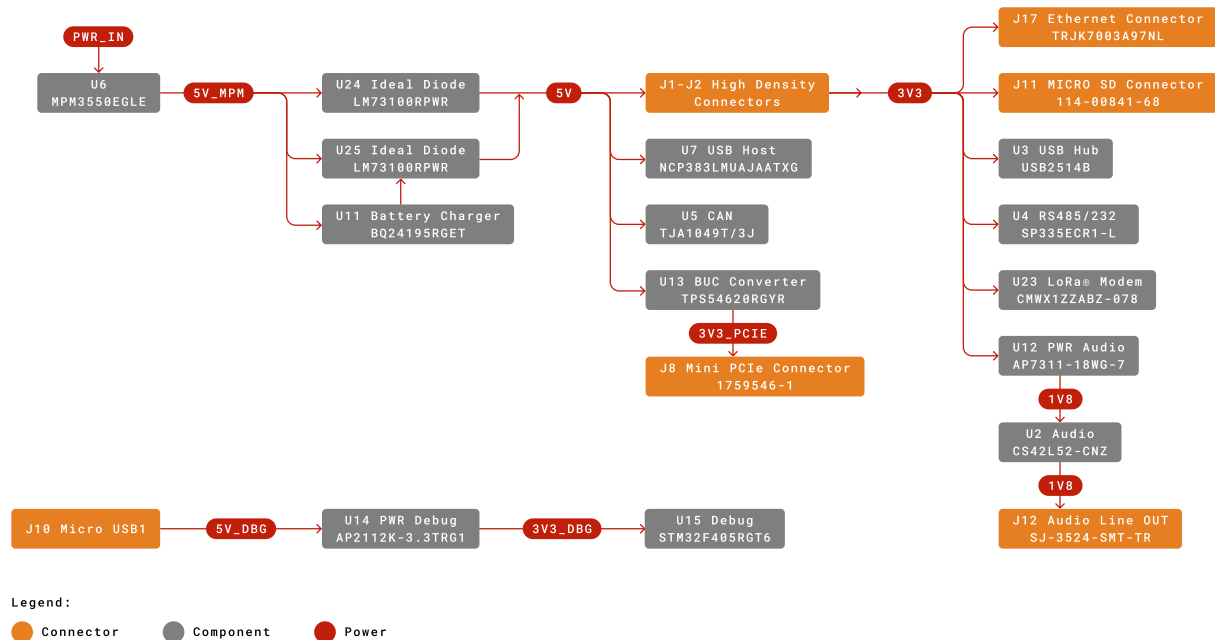 PWR_IN
U6
MPM3550EGLE
5V_MPM
U24 Ideal Diode
LM73100RPWR
U25 Ideal Diode
LM73100RPWR
U11 Battery Charger
BQ24195RGET
5V
J1-J2 High Density
Connectors
U7 USB Host
NCP383LMUAJAATXG
U5 CAN
TJA1049T/3J
U13 BUC Converter
TPS54620RGYR
3V3_PCIE
J8 Mini PCIe Connector
1759546-1
3V3
J17 Ethernet Connector
TRJK7003A97NL
J11 MICRO SD Connector
114-00841-68
U3 USB Hub
USB2514B
U4 RS485/232
SP335ECR1-L
U23 LoRa® Modem
CMWX1ZZABZ-078
U12 PWR Audio
AP7311-18WG-7
1V8
U2 Audio
CS42L52-CNZ
1V8
J12 Audio Line OUT
SJ-3524-SMT-TR
J10 Micro USB1
5V_DBG
U14 PWR Debug
AP2112K-3.3TRG1
3V3_DBG
U15 Debug
STM32F405RGT6
Legend:
Connector
Component
Power